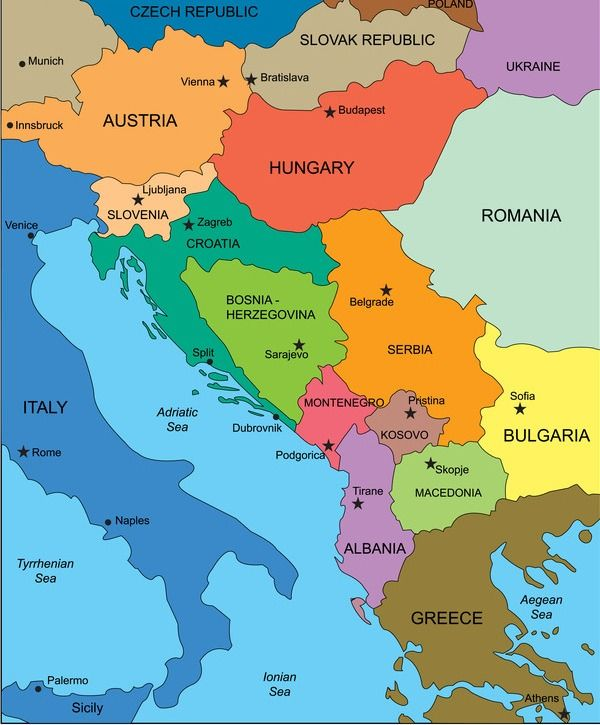 CZECH REPUBLIC
POLAND
SLOVAK REPUBLIC
UKRAINE
Munich
Vienna
Bratislava
Innsbruck
AUSTRIA
Budapest
HUNGARY
Ljubljana
SLOVENIA
ROMANIA
Venice
Zagreb
CROATIA
BOSNIA -
HERZEGOVINA
Belgrade
Split
Sarajevo
SERBIA
ITALY
Adriatic
Sea
Dubrovnik
MONTENEGRO
Pristina
Sofia
KOSOVO
BULGARIA
Rome
Podgorica
Skopje
Tirane
MACEDONIA
Naples
ALBANIA
Tyrrhenian
Sea
GREECE
Aegean
Sea
Palermo
Ionian
Sea
Sicily
Athens